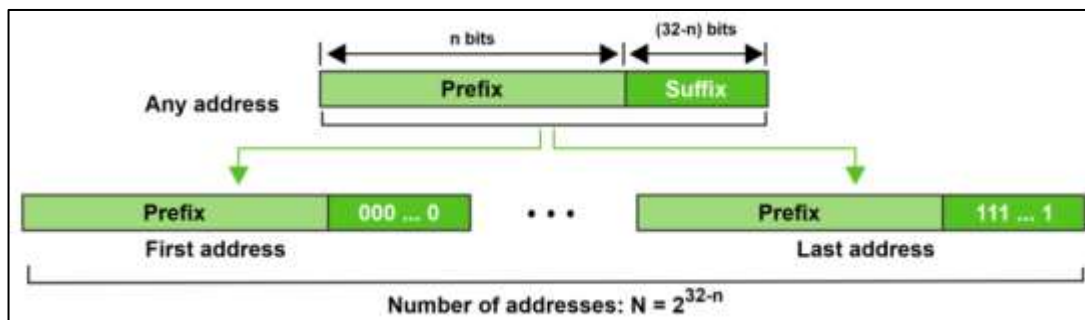 n bits (32-n) bits
Prefix Suffix
Any address
Prefix 000 ... 0 • • • Prefix 111 ... 1
First address Last address
Number of addresses: N = 2^32-n